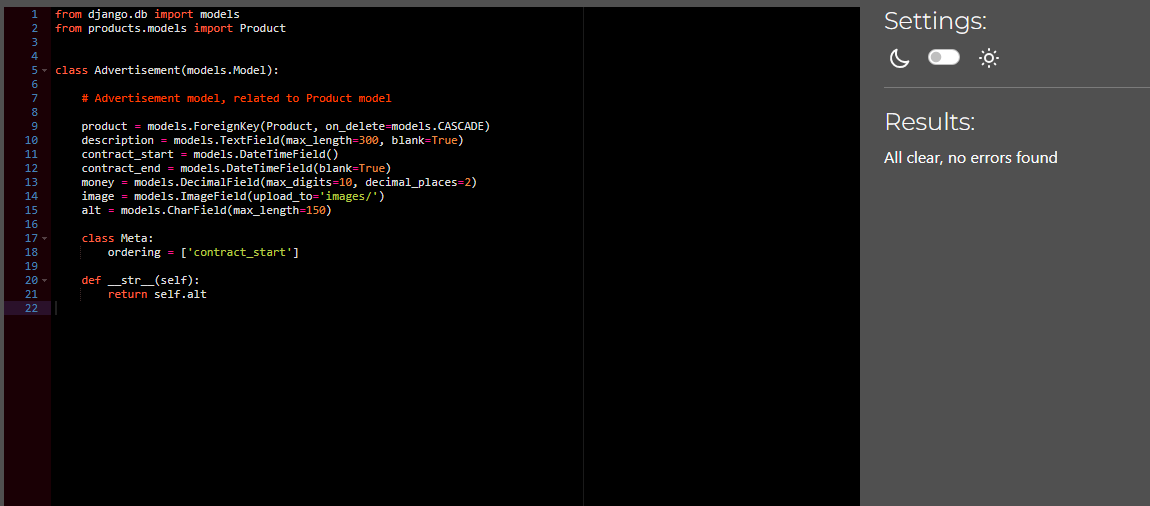 1 from django.db import models
2 from products.models import Product
3
4
5 class Advertisement(models.Model):
6
7     # Advertisement model, related to Product model
8
9     product = models.ForeignKey(Product, on_delete=models.CASCADE)
10     description = models.TextField(max_length=300, blank=True)
11     contract_start = models.DateTimeField()
12     contract_end = models.DateTimeField(blank=True)
13     money = models.DecimalField(max_digits=10, decimal_places=2)
14     image = models.ImageField(upload_to='images/')
15     alt = models.CharField(max_length=150)
16
17     class Meta:
18         ordering = ['contract_start']
19
20     def __str__(self):
21         return self.alt
22
Settings:
Results:
All clear, no errors found